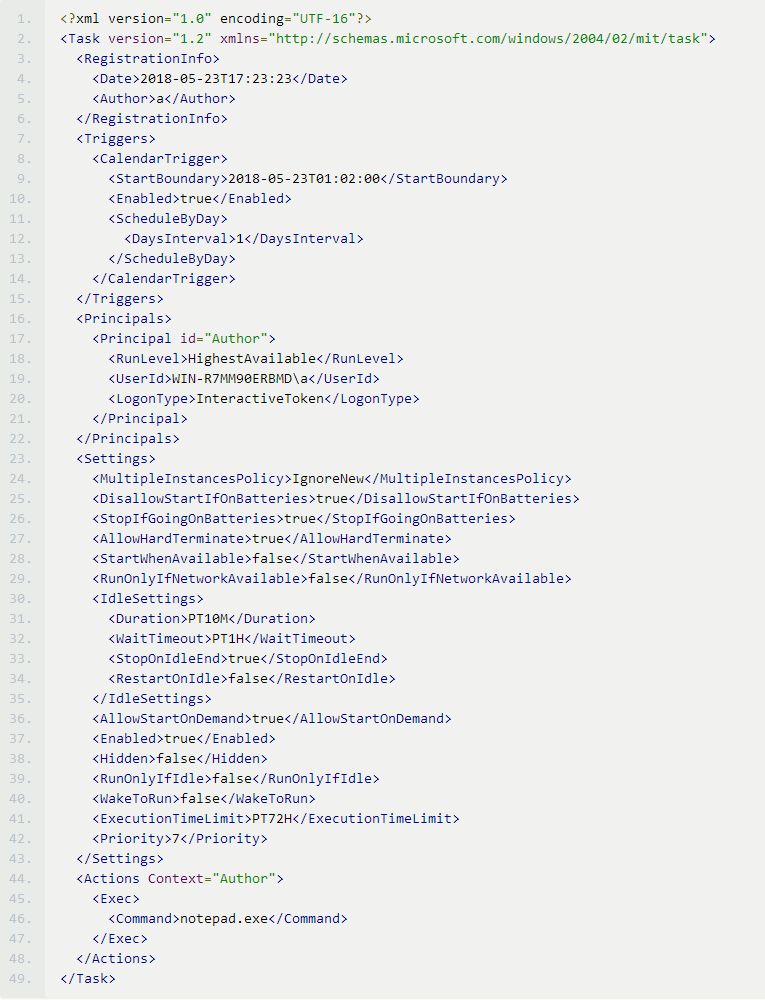 1. <?xml version="1.0" encoding="UTF-16"?>
2. <Task version="1.2" xmlns="http://schemas.microsoft.com/windows/2004/02/mit/task">
3.   <RegistrationInfo>
4.     <Date>2018-05-23T17:23:23</Date>
5.     <Author>a</Author>
6.   </RegistrationInfo>
7.   <Triggers>
8.     <CalendarTrigger>
9.       <StartBoundary>2018-05-23T01:02:00</StartBoundary>
10.       <Enabled>true</Enabled>
11.       <ScheduleByDay>
12.         <DaysInterval>1</DaysInterval>
13.       </ScheduleByDay>
14.     </CalendarTrigger>
15.   </Triggers>
16.   <Principals>
17.     <Principal id="Author">
18.       <RunLevel>HighestAvailable</RunLevel>
19.       <UserId>WIN-R7MM90ERBMD\a</UserId>
20.       <LogonType>InteractiveToken</LogonType>
21.     </Principal>
22.   </Principals>
23.   <Settings>
24.     <MultipleInstancesPolicy>IgnoreNew</MultipleInstancesPolicy>
25.     <DisallowStartIfOnBatteries>true</DisallowStartIfOnBatteries>
26.     <StopIfGoingOnBatteries>true</StopIfGoingOnBatteries>
27.     <AllowHardTerminate>true</AllowHardTerminate>
28.     <StartWhenAvailable>false</StartWhenAvailable>
29.     <RunOnlyIfNetworkAvailable>false</RunOnlyIfNetworkAvailable>
30.     <IdleSettings>
31.       <Duration>PT10M</Duration>
32.       <WaitTimeout>PT1H</WaitTimeout>
33.       <StopOnIdleEnd>true</StopOnIdleEnd>
34.       <RestartOnIdle>false</RestartOnIdle>
35.     </IdleSettings>
36.     <AllowStartOnDemand>true</AllowStartOnDemand>
37.     <Enabled>true</Enabled>
38.     <Hidden>false</Hidden>
39.     <RunOnlyIfIdle>false</RunOnlyIfIdle>
40.     <WakeToRun>false</WakeToRun>
41.     <ExecutionTimeLimit>PT72H</ExecutionTimeLimit>
42.     <Priority>7</Priority>
43.   </Settings>
44.   <Actions Context="Author">
45.     <Exec>
46.       <Command>notepad.exe</Command>
47.     </Exec>
48.   </Actions>
49. </Task>